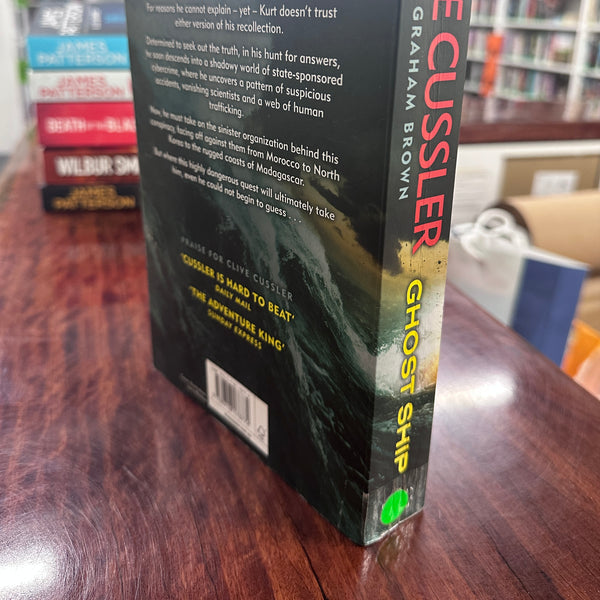 For reasons he cannot explain – yet – Kurt doesn't trust
either version of his recollection.
Determined to seek out the truth, in his hunt for answers,
he soon descends into a shadowy world of state-sponsored
cybercrime, where he uncovers a pattern of suspicious
accidents, vanishing scientists and a web of human
trafficking.
Now, he must take on the sinister organization behind this
conspiracy, facing off against them from Morocco to North
Korea to the rugged coasts of Madagascar.
But where this highly dangerous quest will ultimately take
him, even he could not begin to guess . . .
PRAISE FOR CLIVE CUSSLER
'CUSSLER IS HARD TO BEAT'
DAILY MAIL
'THE ADVENTURE KING'
SUNDAY EXPRESS
E CUSSLER
GRAHAM BROWN
GHOST SHIP
JAMES
PATTERSON
JAMES
PATTERSON
DEATH
BLA
WILBUR SM
JAMES
PATTERSON